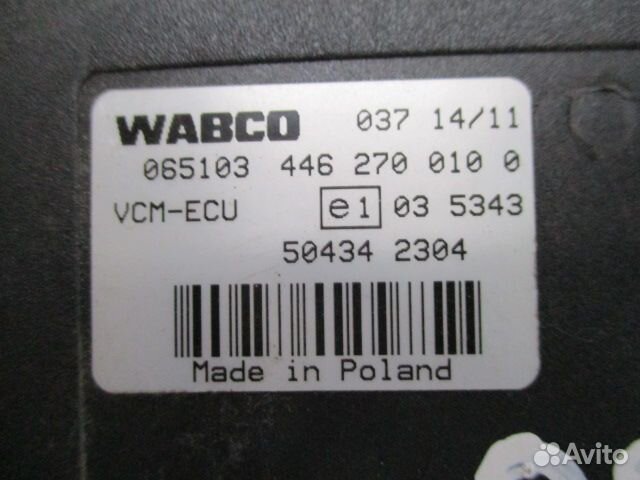 WABCO 037 14/11
065103 446 270 010 0
VCM-ECU e1 03 5343
50434 2304
Made in Poland
Avito